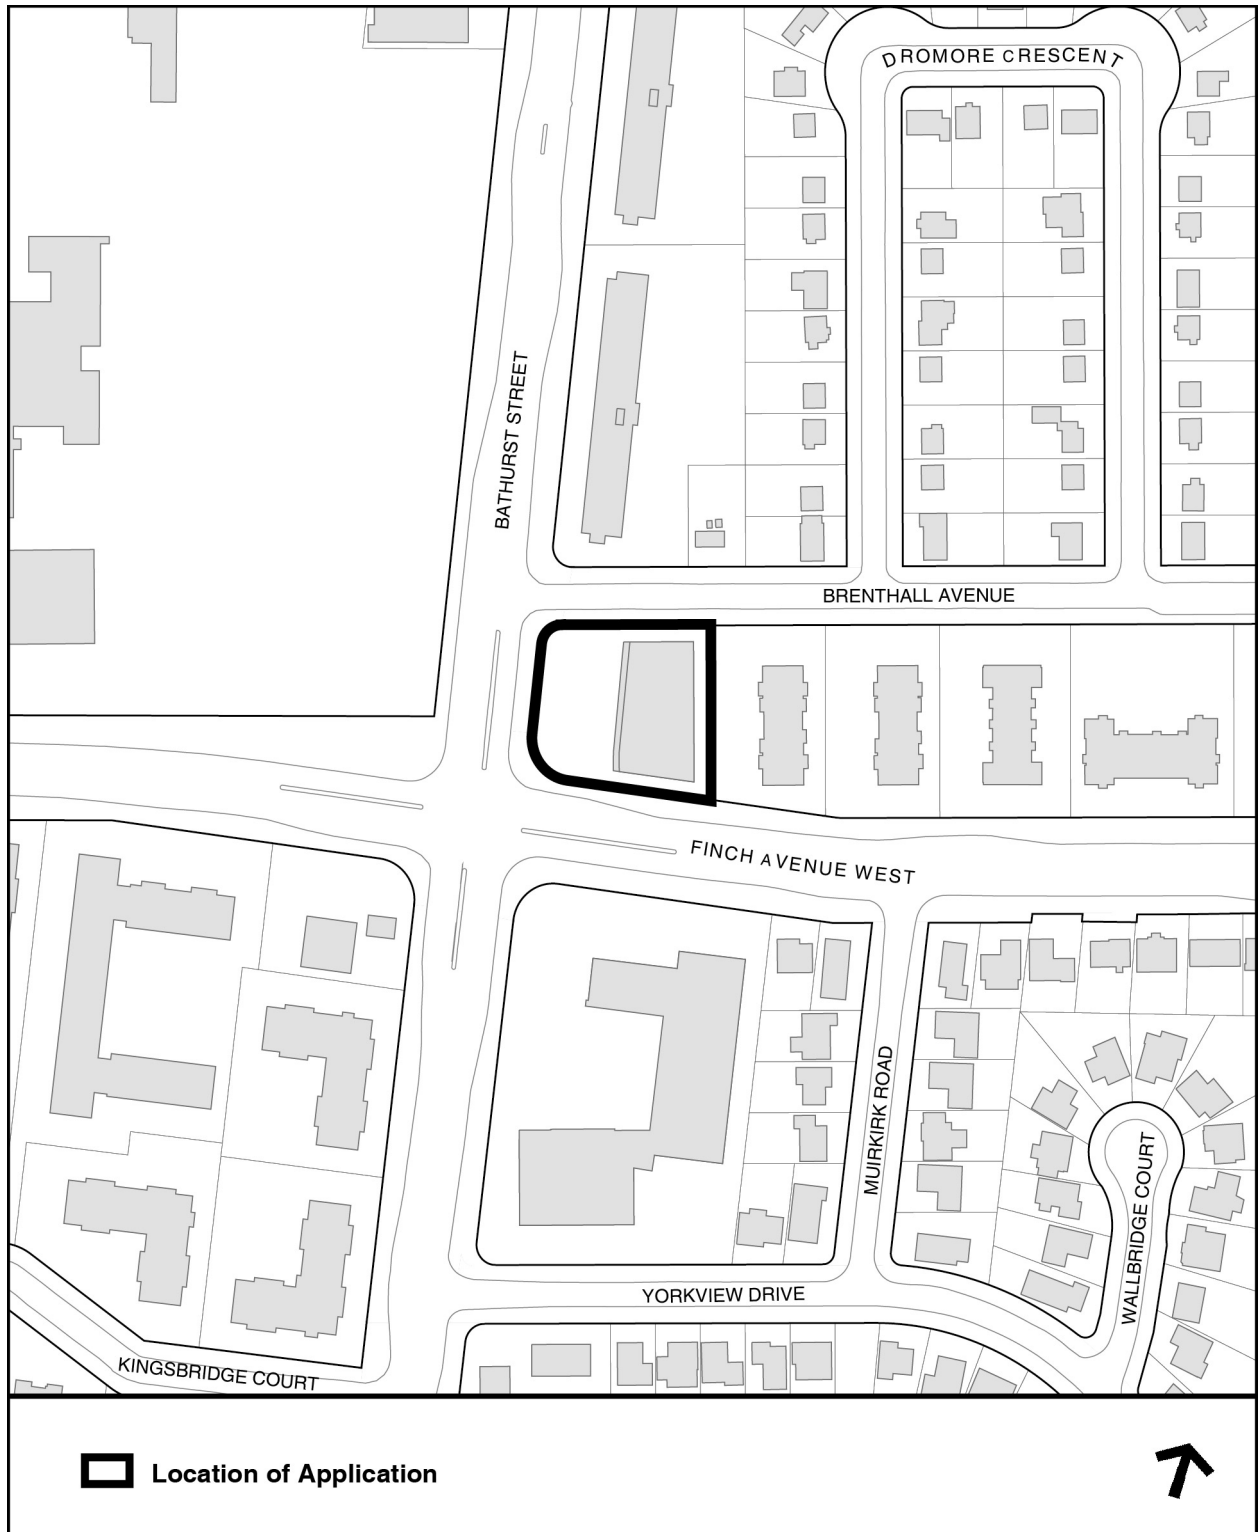 DROMORE CRESCENT
BATHURST STREET
BRENTHALL AVENUE
FINCH AVENUE WEST
MUIRKIRK ROAD
WALLBRIDGE COURT
YORKVIEW DRIVE
KINGSBRIDGE COURT
Location of Application